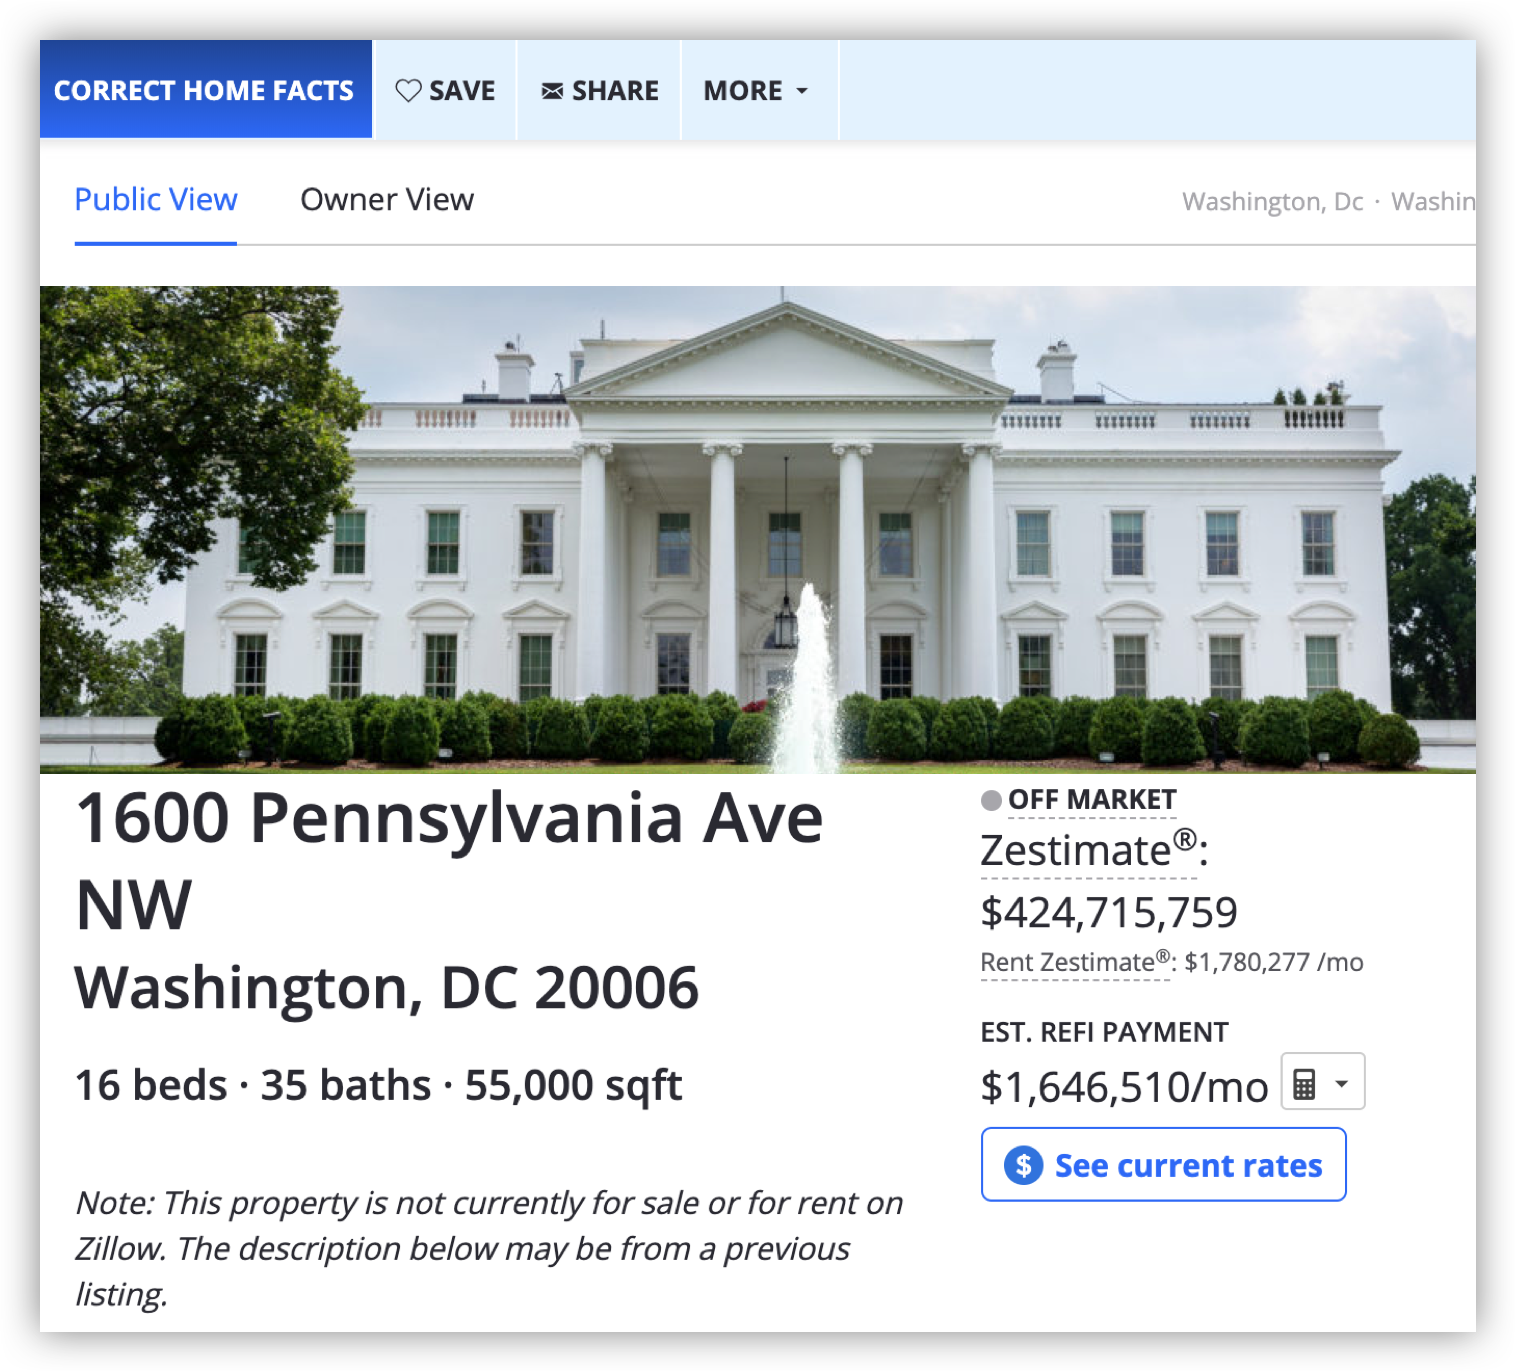 CORRECT HOME FACTS SAVE SHARE MORE
Public View Owner View Washington, Dc · Washin
1600 Pennsylvania Ave
NW
Washington, DC 20006
16 beds · 35 baths · 55,000 sqft
Note: This property is not currently for sale or for rent on
Zillow. The description below may be from a previous
listing.
OFF MARKET
Zestimate®:
$424,715,759
Rent Zestimate®: $1,780,277 /mo
EST. REFI PAYMENT
$1,646,510/mo
$ See current rates